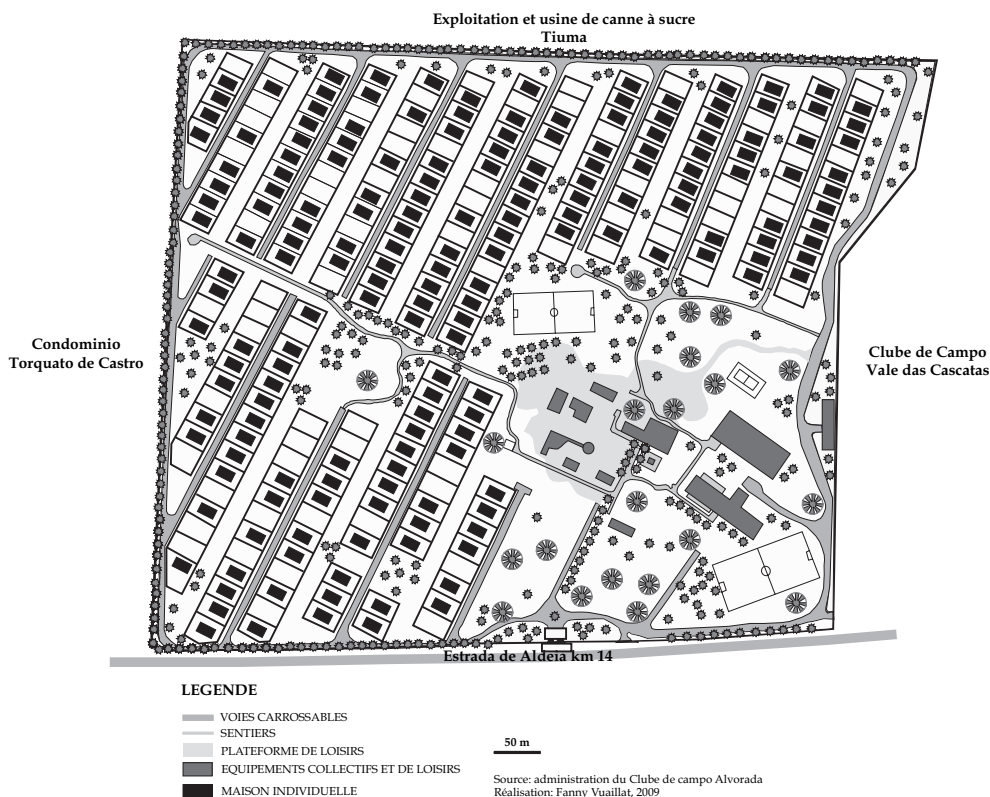 Exploitation et usine de canne à sucre
Tiuma
Condominio
Torquato de Castro
Clube de Campo
Vale das Cascatas
Estrada de Aldeia km 14
LEGENDE
VOIES CARROSSABLES
SENTIERS
PLATEFORME DE LOISIRS
EQUIPEMENTS COLLECTIFS ET DE LOISIRS
MAISON INDIVIDUELLE
50 m
Source: administration du Clube de campo Alvorada
Réalisation: Fanny Vuaillat, 2009